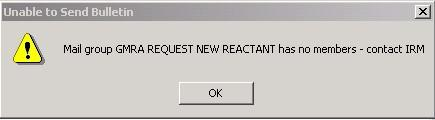 Unable to Send Bulletin
Mail group GMRA REQUEST NEW REACTANT has no members - contact IRM
OK